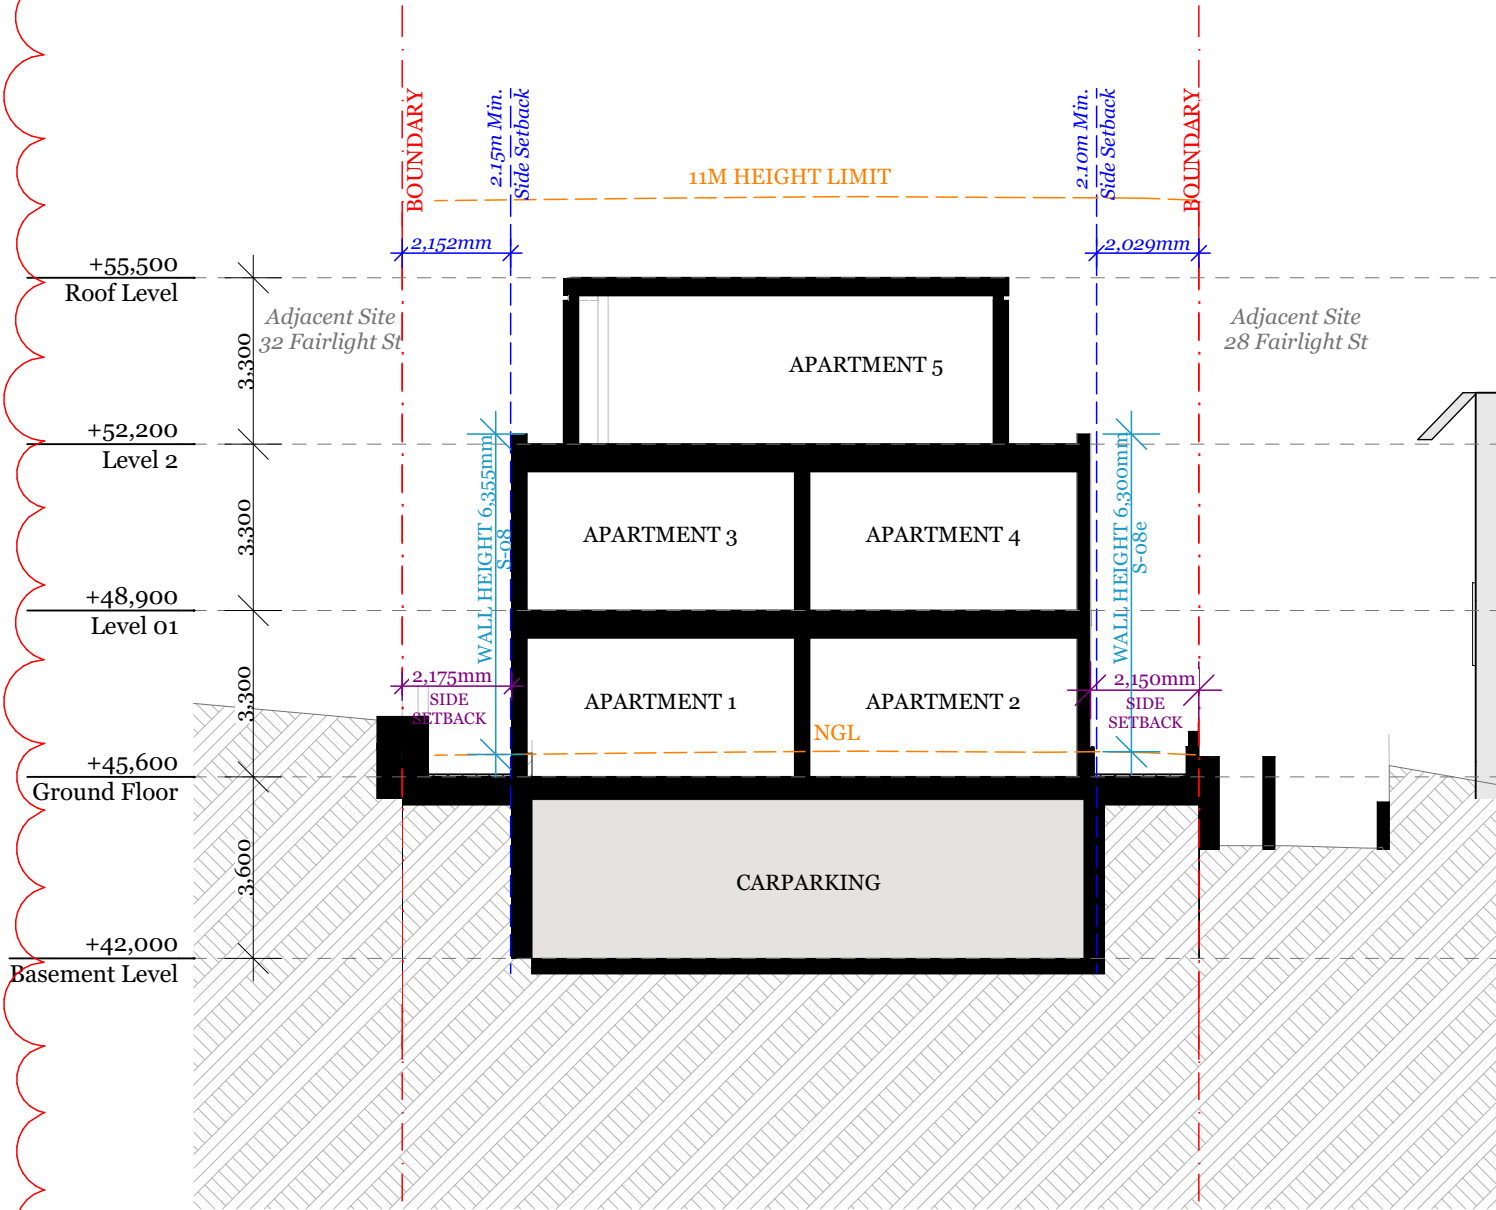 BOUNDARY
2.15m Min.
Side Setback
2.10m Min.
Side Setback
BOUNDARY
11M HEIGHT LIMIT
2,152mm
2,029mm
+55,500
Roof Level
Adjacent Site
32 Fairlight St
Adjacent Site
28 Fairlight St
3,300
APARTMENT 5
+52,200
Level 2
WALL HEIGHT 6,355mm
S-08
WALL HEIGHT 6,300mm
S-08e
3,300
APARTMENT 3
APARTMENT 4
+48,900
Level 01
3,300
2,175mm
SIDE
SETBACK
APARTMENT 1
APARTMENT 2
2,150mm
SIDE
SETBACK
NGL
+45,600
Ground Floor
3,600
CARPARKING
+42,000
Basement Level